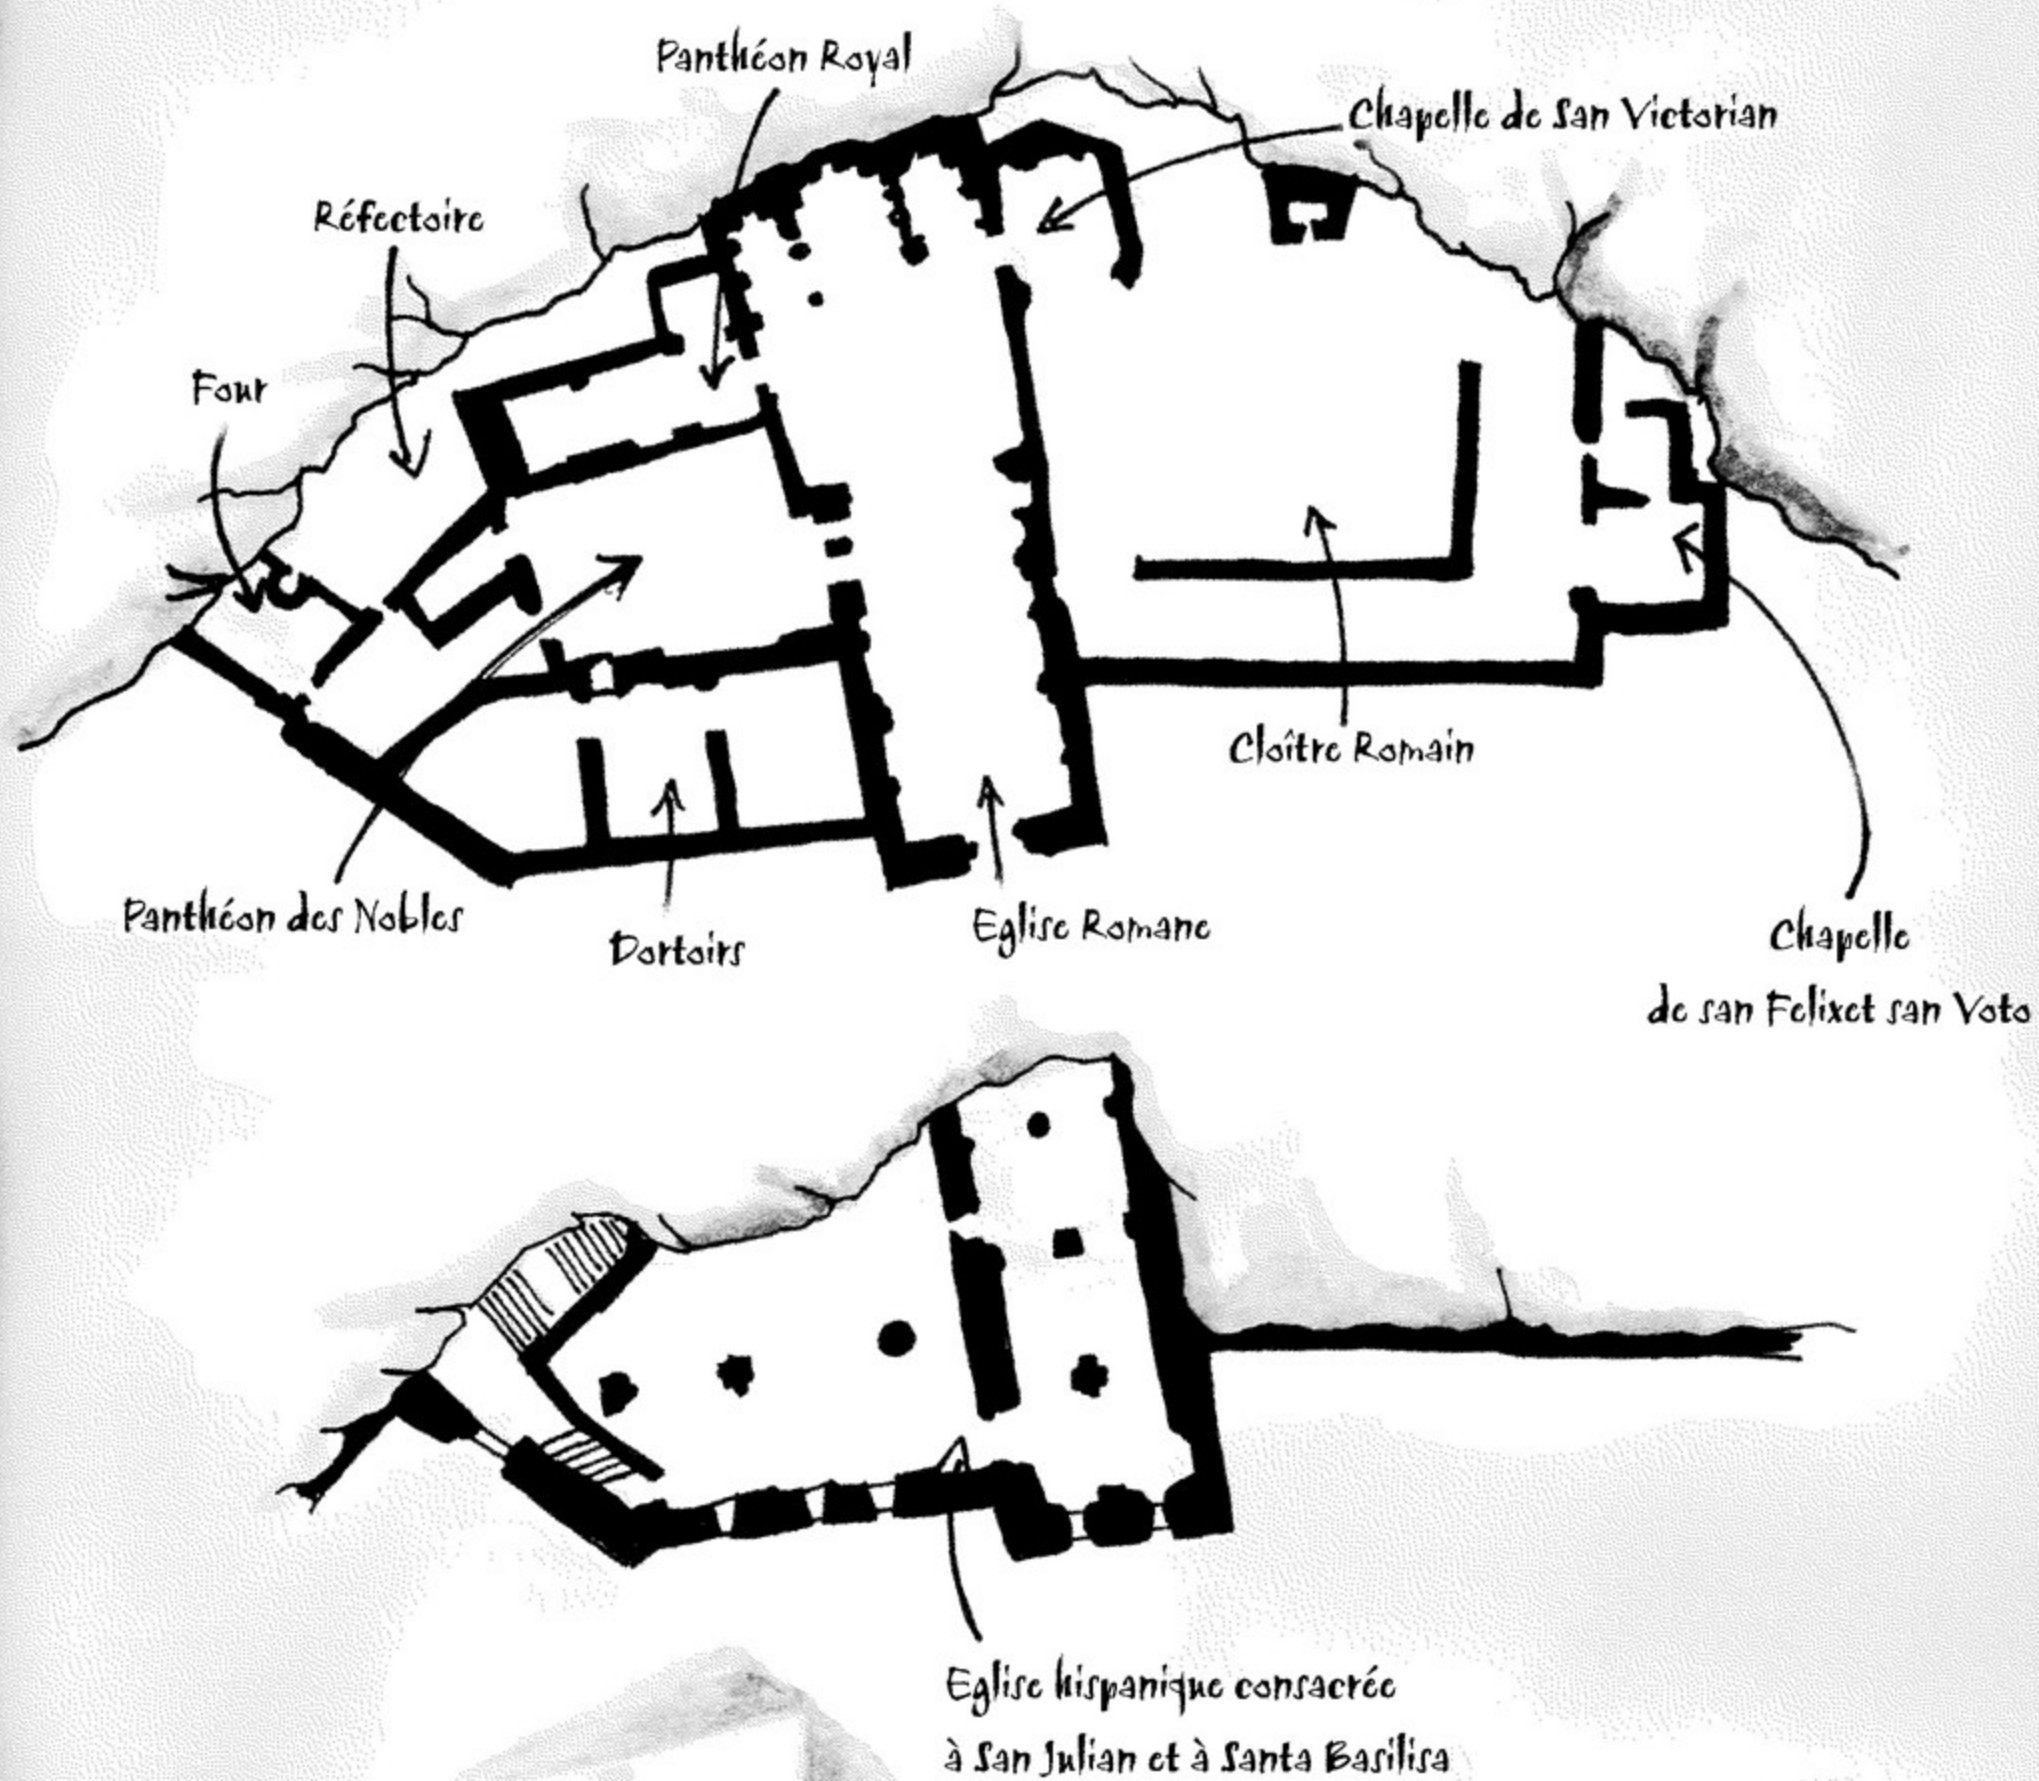 Panthéon Royal
Chapelle de San Victorian
Réfectoire
Four
Cloître Romain
Panthéon des Nobles
Dortoirs
Eglise Romane
Chapelle
de san Felixet san Voto
Eglise hispanique consacrée
à San Julian et à Santa Basilisa